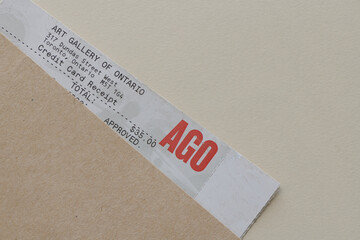 ART GALLERY OF ONTARIO
317 Dundas Street West
Toronto, Ontario M5T 1G4
Credit Card Receipt
TOTAL $35.00
APPROVED
AGO